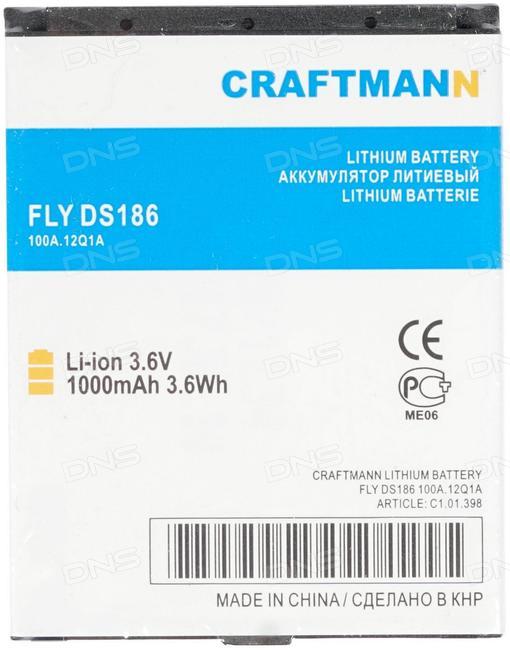 CRAFTMANN
LITHIUM BATTERY
АККУМУЛЯТОР ЛИТИЕВЫЙ
LITHIUM BATTERIE
FLY DS186
100A.12Q1A
Li-ion 3.6V
1000mAh 3.6Wh
CE
РСТ
ME06
CRAFTMANN LITHIUM BATTERY
FLY DS186 100A.12Q1A
ARTICLE: C1.01.398
MADE IN CHINA / СДЕЛАНО В КНР
DNS